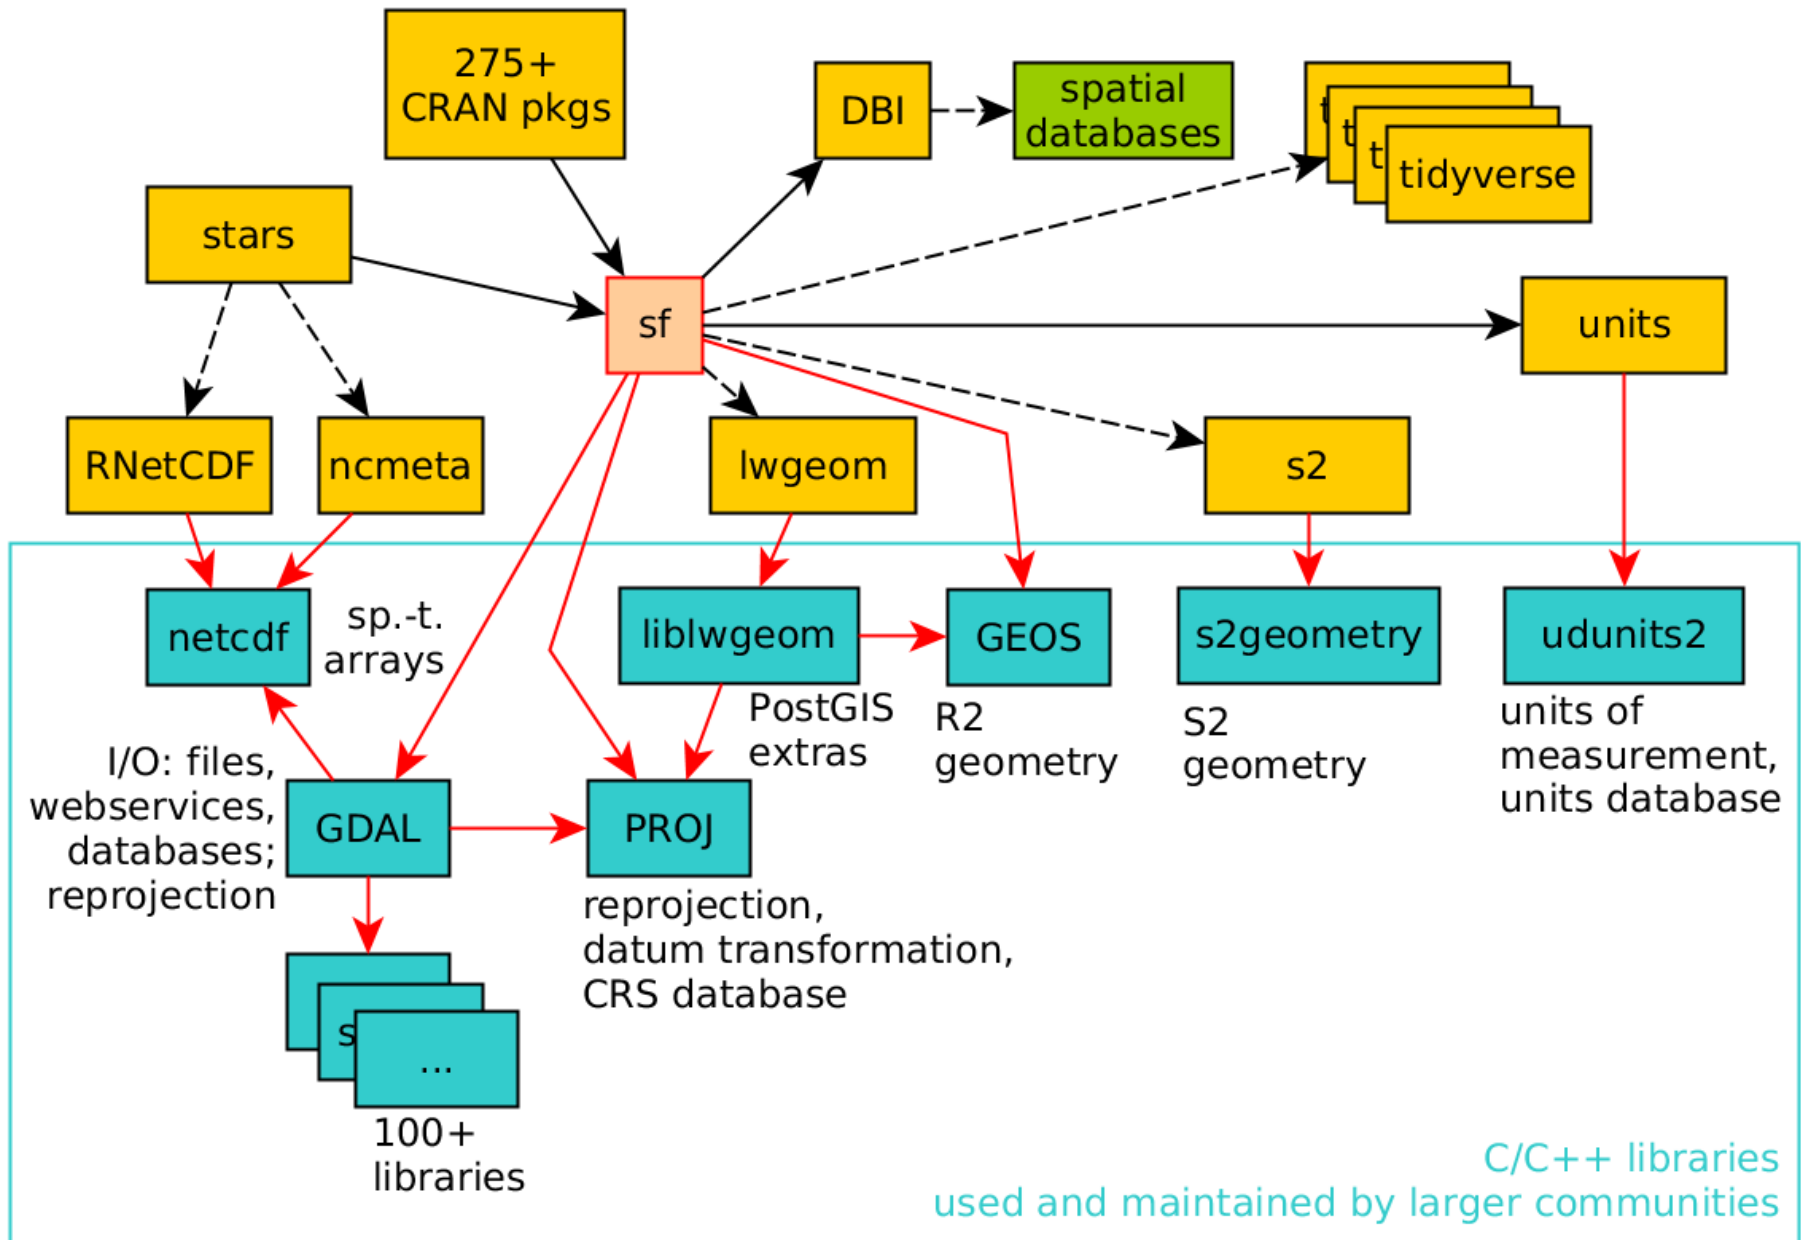 275+
CRAN pkgs
DBI
spatial
databases
t
t
t
tidyverse
stars
sf
units
RNetCDF
ncmeta
lwgeom
s2
netcdf
sp.-t.
arrays
liblwgeom
PostGIS
extras
GEOS
R2
geometry
s2geometry
S2
geometry
udunits2
units of
measurement,
units database
I/O: files,
webservices,
databases;
reprojection
GDAL
PROJ
reprojection,
datum transformation,
CRS database
s
...
100+
libraries
C/C++ libraries
used and maintained by larger communities